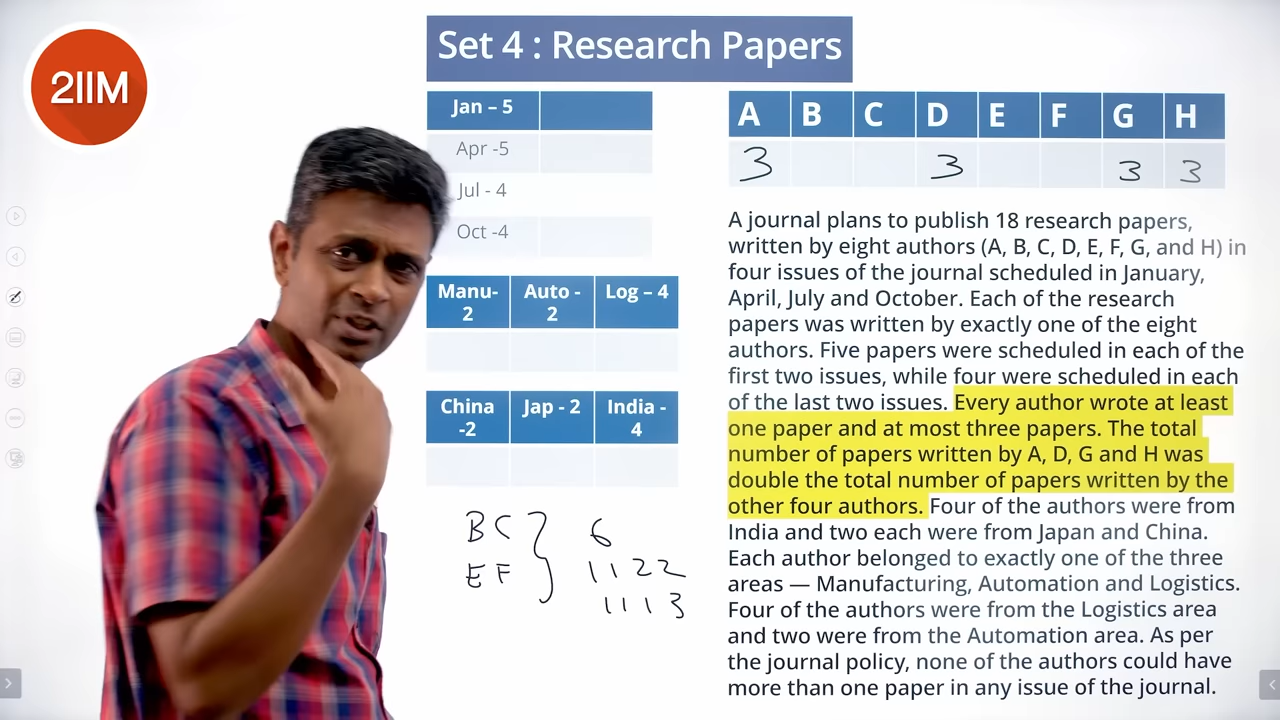 2IIM
Set 4 : Research Papers
Jan – 5
Apr -5
Jul - 4
Oct -4
Manu-
2
Auto -
2
Log – 4
China
-2
Jap - 2
India -
4
B C } 6
E F 1 1 2 2
1 1 1 3
A B C D E F G H
3 3 3 3
A journal plans to publish 18 research papers,
written by eight authors (A, B, C, D, E, F, G, and H) in
four issues of the journal scheduled in January,
April, July and October. Each of the research
papers was written by exactly one of the eight
authors. Five papers were scheduled in each of the
first two issues, while four were scheduled in each
of the last two issues. Every author wrote at least
one paper and at most three papers. The total
number of papers written by A, D, G and H was
double the total number of papers written by the
other four authors. Four of the authors were from
India and two each were from Japan and China.
Each author belonged to exactly one of the three
areas — Manufacturing, Automation and Logistics.
Four of the authors were from the Logistics area
and two were from the Automation area. As per
the journal policy, none of the authors could have
more than one paper in any issue of the journal.